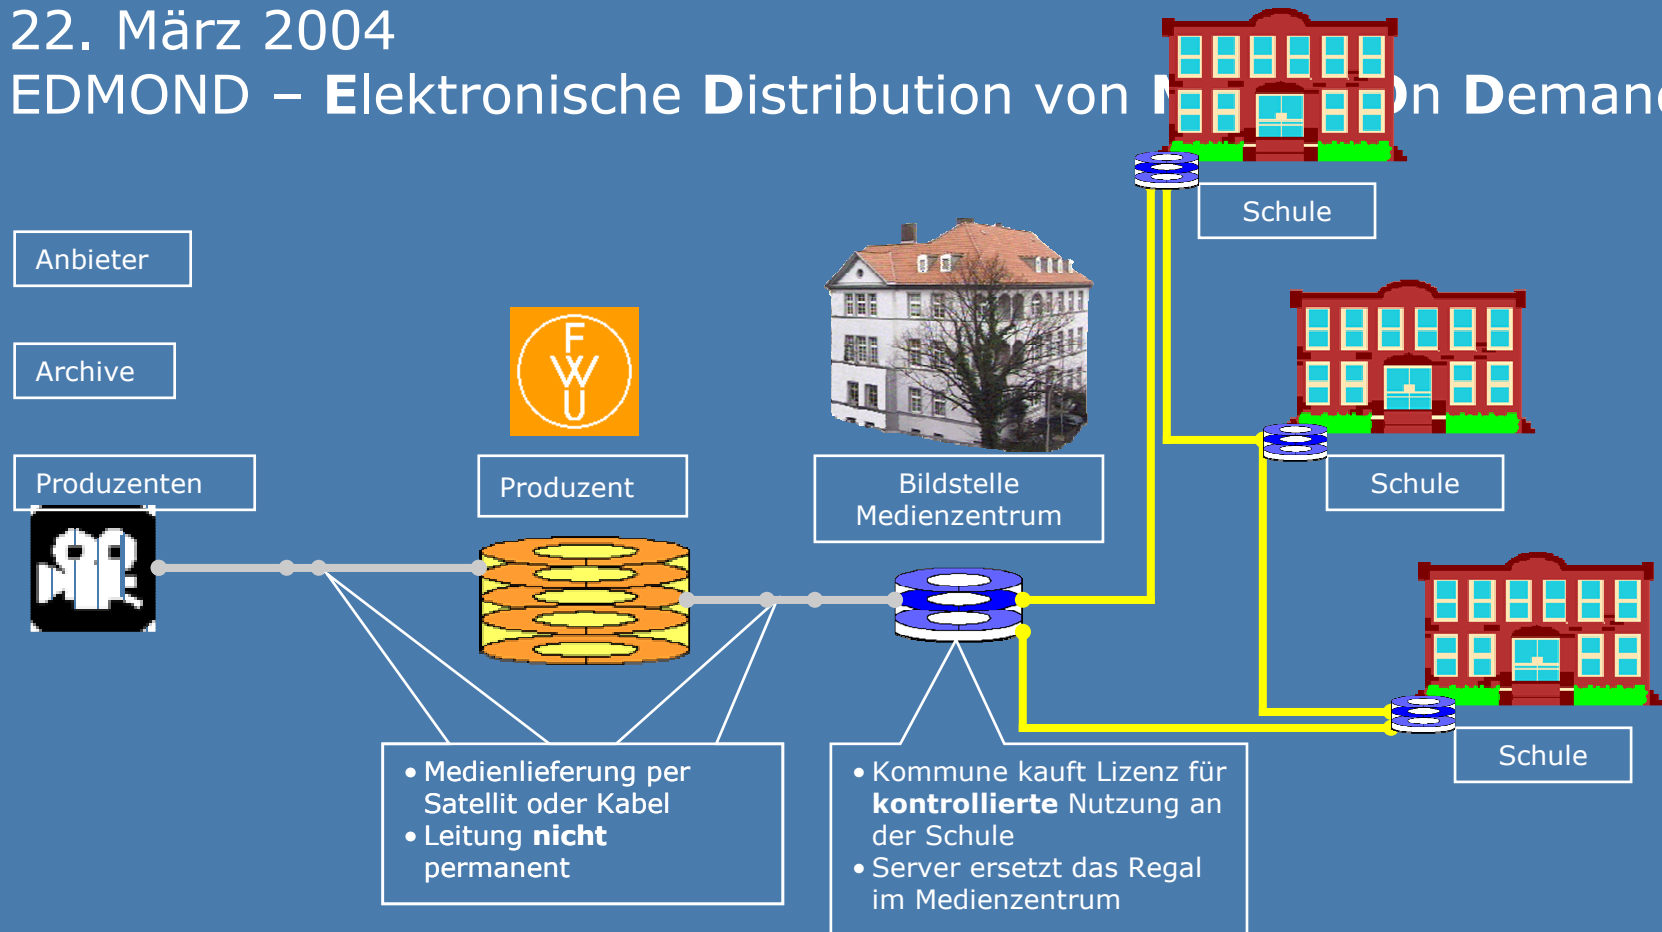 22. März 2004
EDMOND – Elektronische Distribution von On Demand
Schule
Anbieter
Archive
F
W
U
Produzenten
Produzent
Bildstelle
Medienzentrum
Schule
Schule
• Medienlieferung per
Satellit oder Kabel
• Leitung nicht
permanent
• Kommune kauft Lizenz für
kontrollierte Nutzung an
der Schule
• Server ersetzt das Regal
im Medienzentrum